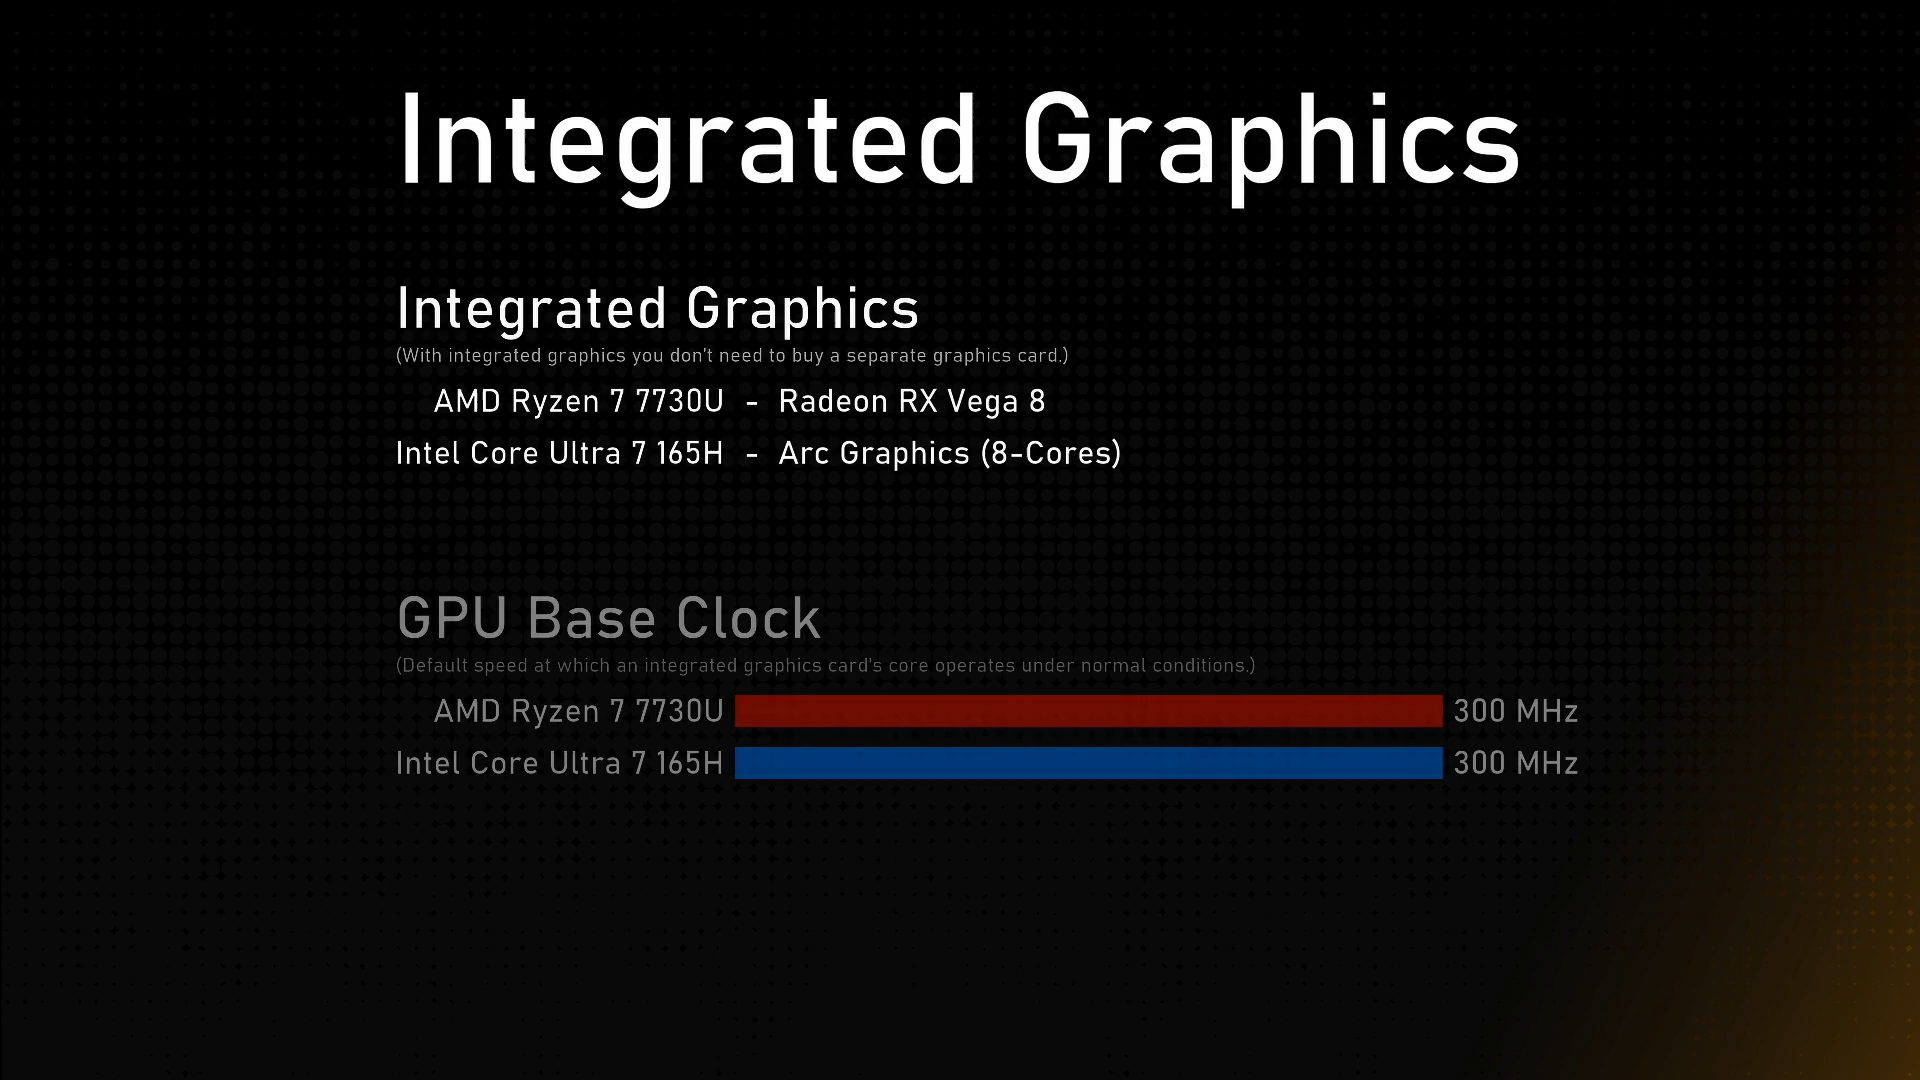 Integrated Graphics
Integrated Graphics
(With integrated graphics you don't need to buy a separate graphics card.)
AMD Ryzen 7 7730U - Radeon RX Vega 8
Intel Core Ultra 7 165H - Arc Graphics (8-Cores)
GPU Base Clock
(Default speed at which an integrated graphics card's core operates under normal conditions.)
AMD Ryzen 7 7730U 300 MHz
Intel Core Ultra 7 165H 300 MHz